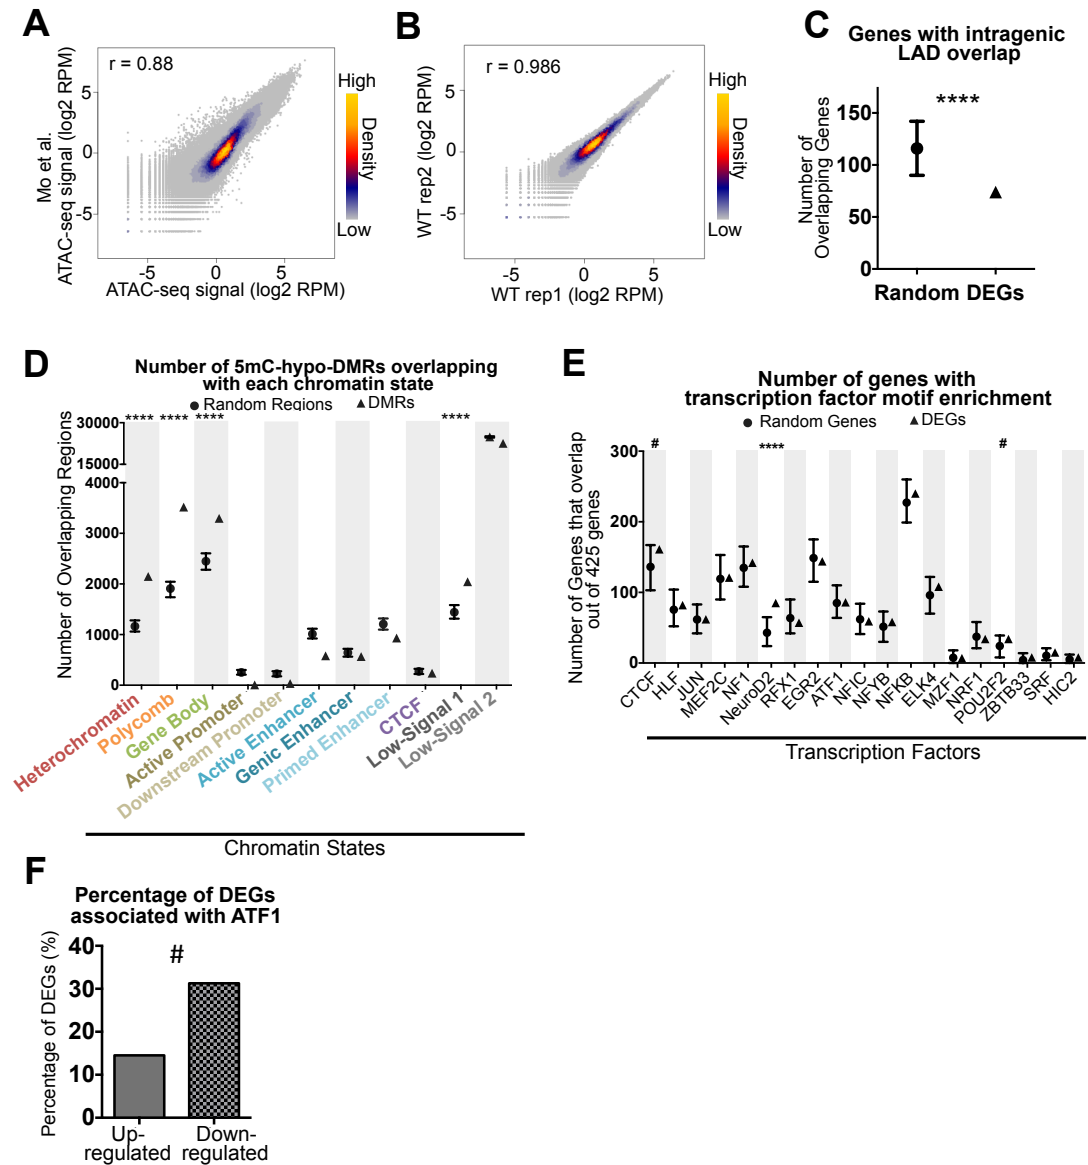 A
r = 0.88
Mo et al.
ATAC-seq signal (log2 RPM)
5
0
-5
-5
0
5
ATAC-seq signal (log2 RPM)
High
Density
Low
B
r = 0.986
WT rep2 (log2 RPM)
5
0
-5
-5
0
5
WT rep1 (log2 RPM)
High
Density
Low
C
Genes with intragenic
LAD overlap
****
Number of
Overlapping Genes
150
100
50
0
Random DEGs
D
Number of 5mC-hypo-DMRs overlapping
with each chromatin state
Random Regions
DMRs
**** **** **** ****
Number of Overlapping Regions
30000
15000
4000
3000
2000
1000
0
Heterochromatin
Polycomb
Gene Body
Active Promoter
Downstream Promoter
Active Enhancer
Genic Enhancer
Primed Enhancer
CTCF
Low-Signal 1
Low-Signal 2
Chromatin States
E
Number of genes with
transcription factor motif enrichment
Random Genes
DEGs
# **** #
Number of Genes that overlap
out of 425 genes
300
200
100
0
CTCF
HLF
JUN
MEF2C
NF1
NeuroD2
RFX1
EGR2
ATF1
NFIC
NFYB
NFKB
ELK4
MZF1
NRF1
POU2F2
ZBTB33
SRF
HIC2
Transcription Factors
F
Percentage of DEGs
associated with ATF1
#
Percentage of DEGs (%)
40
30
20
10
0
Up-
regulated
Down-
regulated